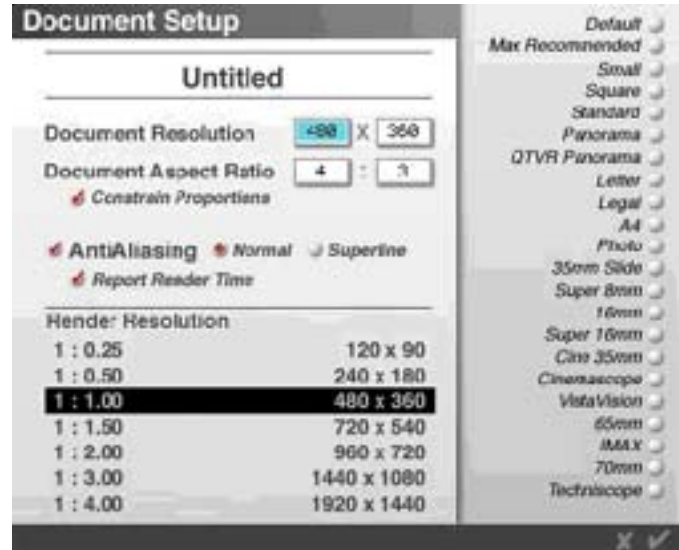 Document Setup
Untitled
Document Resolution 480 X 360
Document Aspect Ratio 4 : 3
Constrain Proportions
AntiAliasing Normal Superfine
Report Render Time
Render Resolution
1 : 0.25 120 x 90
1 : 0.50 240 x 180
1 : 1.00 480 x 360
1 : 1.50 720 x 540
1 : 2.00 960 x 720
1 : 3.00 1440 x 1080
1 : 4.00 1920 x 1440
Default
Max Recommended
Small
Square
Standard
Panorama
QTVR Panorama
Letter
Legal
A4
Photo
35mm Slide
Super 8mm
16mm
Super 16mm
Cine 35mm
Cinemascope
VistaVision
65mm
IMAX
70mm
Techniscope